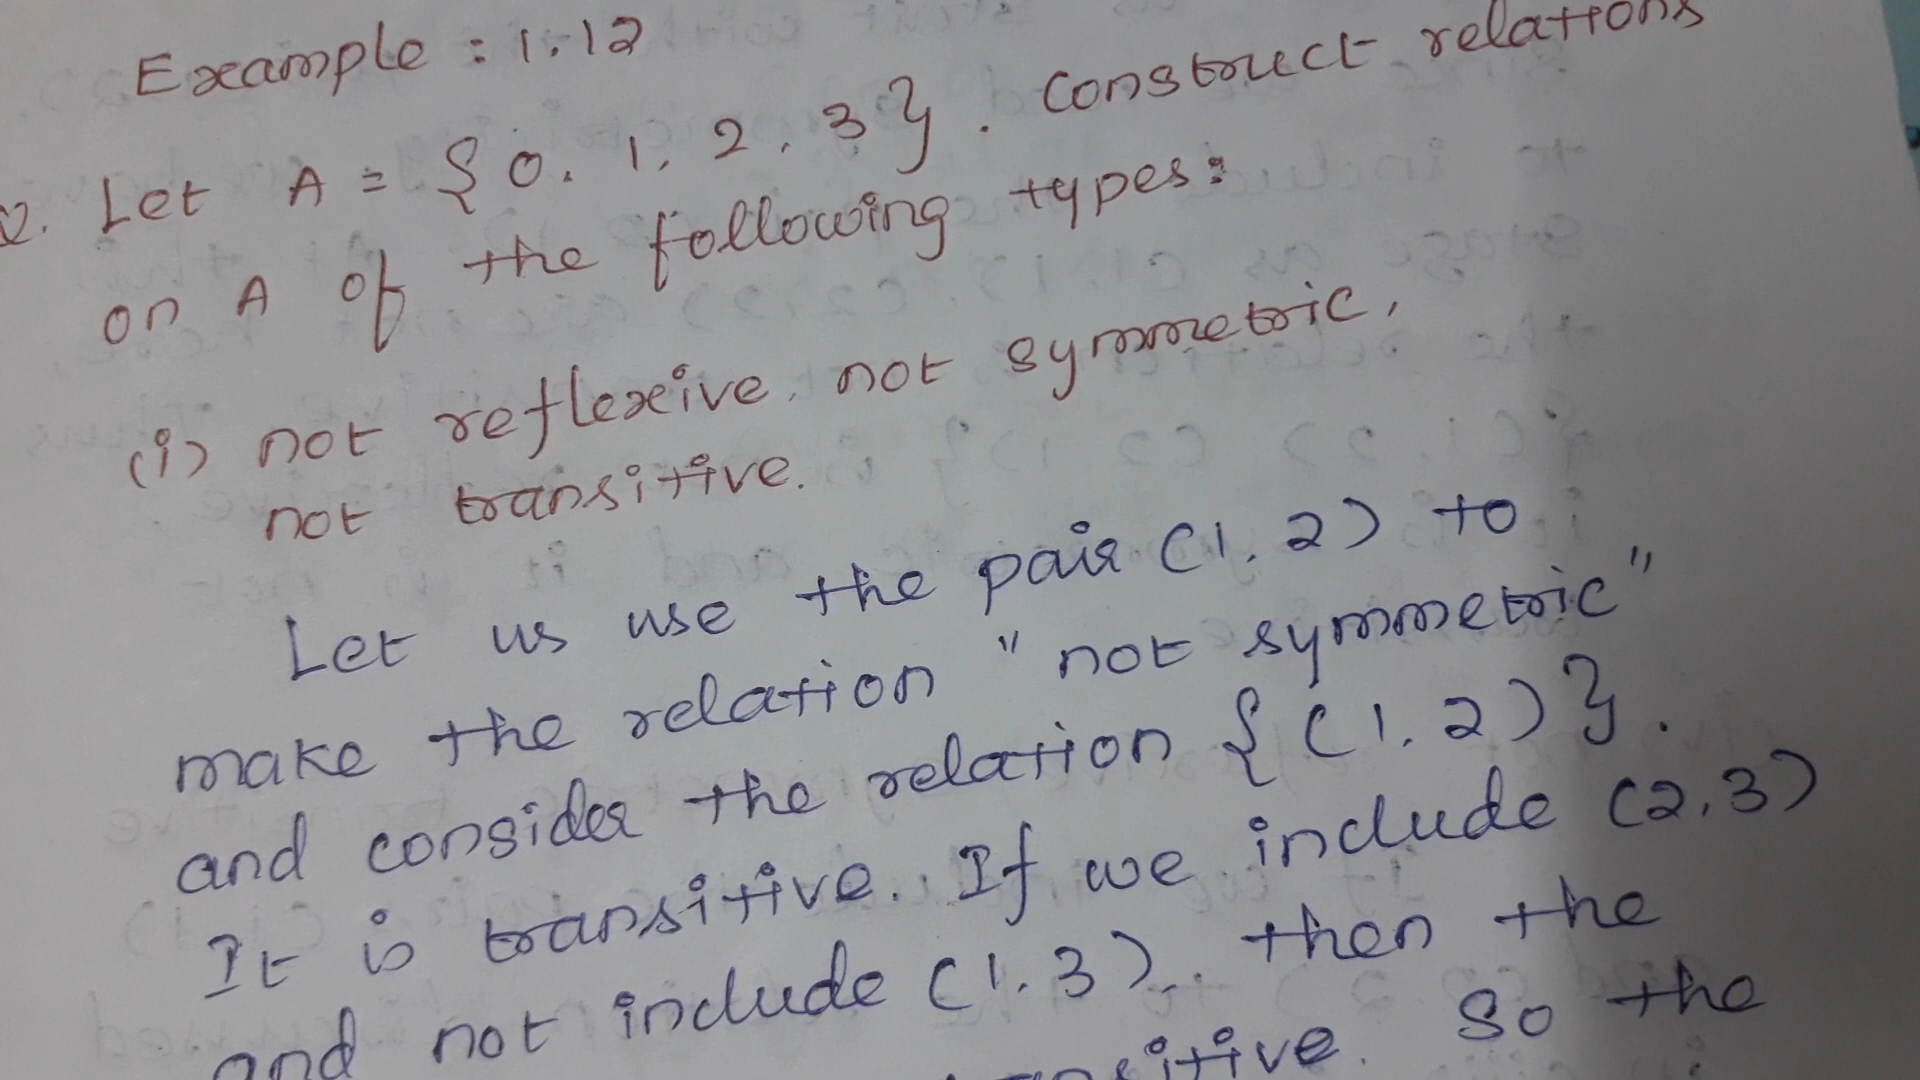 Example : 1.12
2. Let A = {0, 1, 2, 3}. Construct relations
on A of the following types:
(i) not reflexive, not symmetric,
not transitive.
Let us use the pair (1, 2) to
make the relation "not symmetric"
and consider the relation {(1, 2)}.
It is transitive. If we include (2, 3)
and not include (1, 3), then the
So the